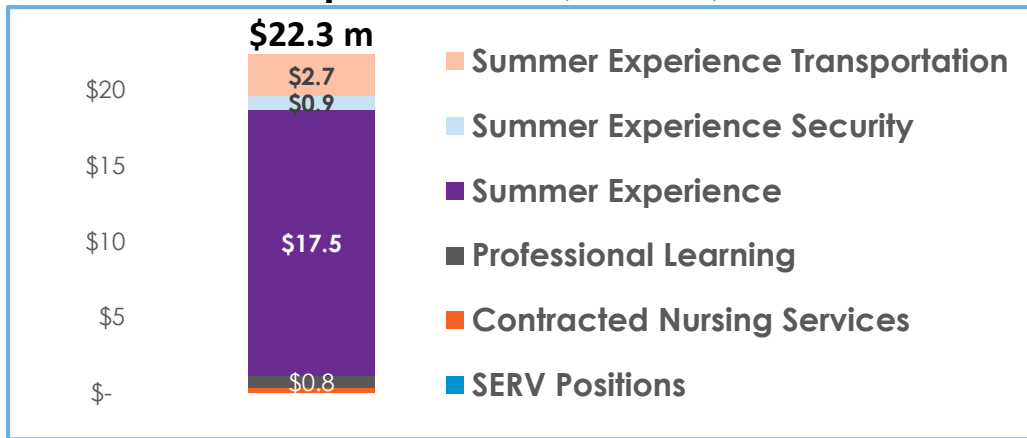 $22.3 m
$20
$15
$10
$5
$-
$2.7
$0.9
$17.5
$0.8
Summer Experience Transportation
Summer Experience Security
Summer Experience
Professional Learning
Contracted Nursing Services
SERV Positions